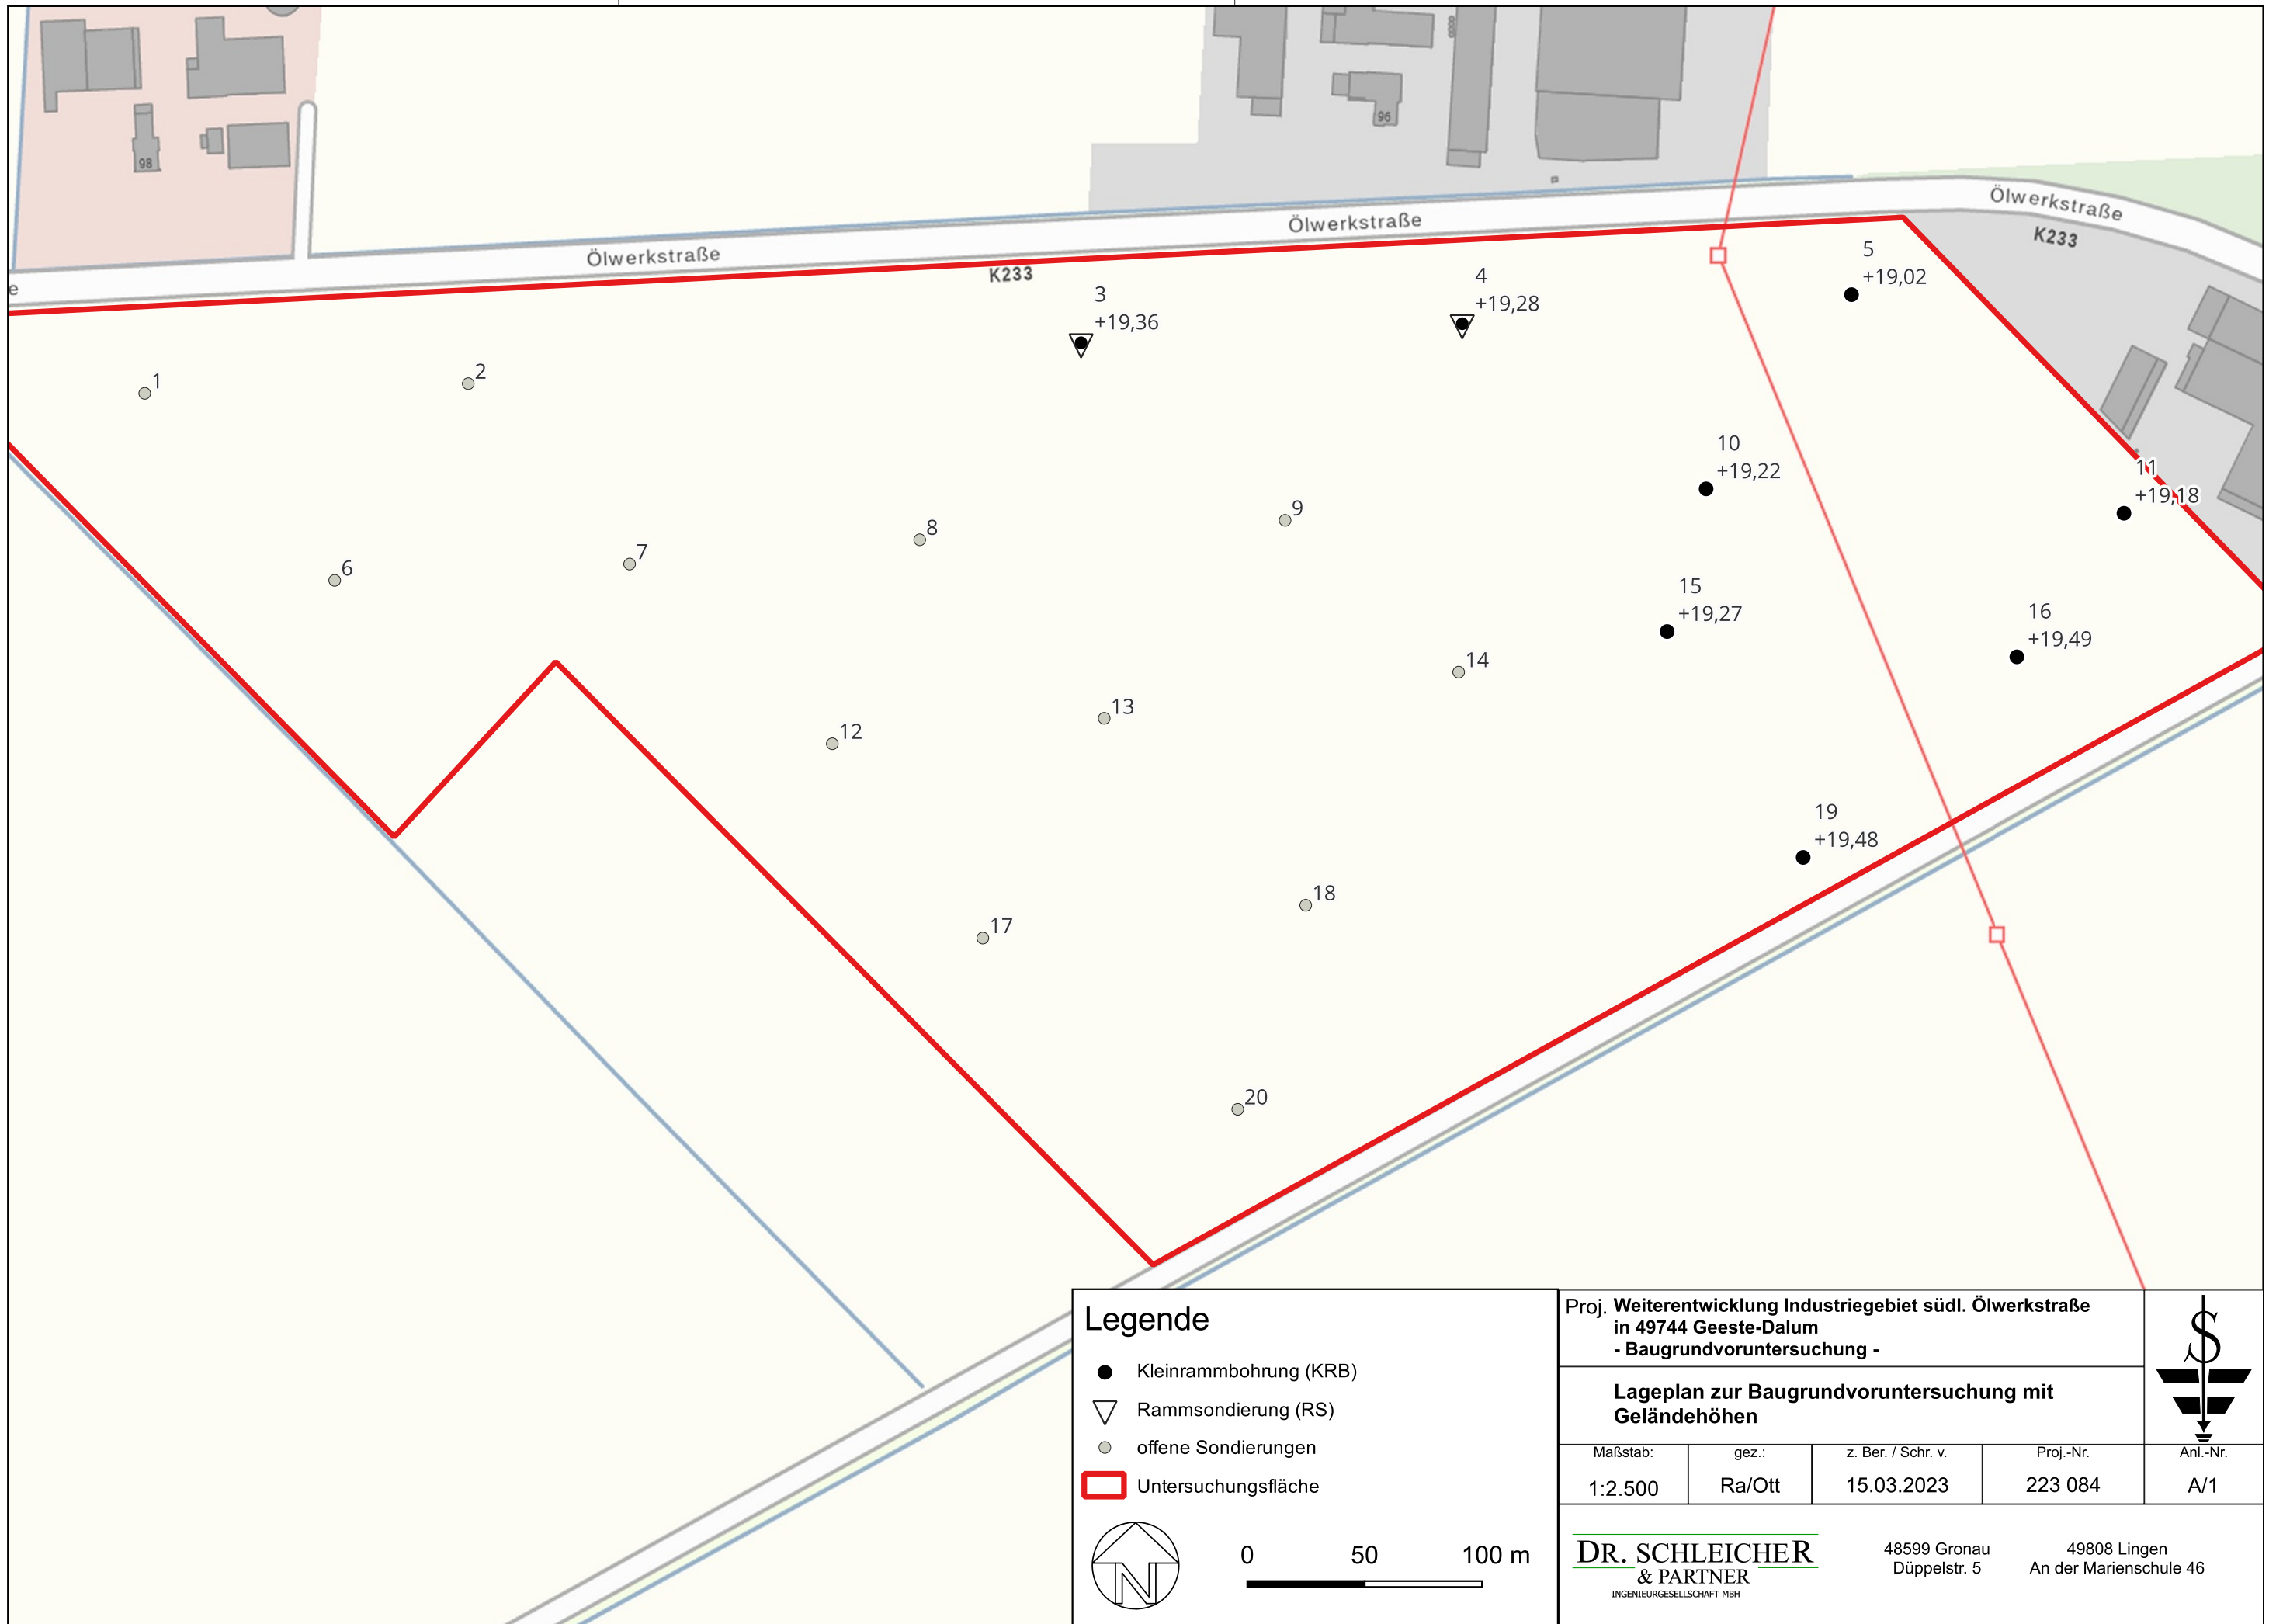 98
96
Ölwerkstraße
Ölwerkstraße
Ölwerkstraße
K233
K233
e
5
+19,02
4
+19,28
3
+19,36
1
2
10
+19,22
11
+19,18
9
8
7
6
15
+19,27
16
+19,49
14
13
12
19
+19,48
18
17
20
Legende
Kleinrammbohrung (KRB)
Rammsondierung (RS)
offene Sondierungen
Untersuchungsfläche
N
0 50 100 m
Proj. Weiterentwicklung Industriegebiet südl. Ölwerkstraße
in 49744 Geeste-Dalum
- Baugrundvoruntersuchung -
Lageplan zur Baugrundvoruntersuchung mit
Geländehöhen
Maßstab: gez.: z. Ber. / Schr. v. Proj.-Nr. Anl.-Nr.
1:2.500 Ra/Ott 15.03.2023 223 084 A/1
S
DR. SCHLEICHER
& PARTNER
INGENIEURGESELLSCHAFT MBH
48599 Gronau
Düppelstr. 5
49808 Lingen
An der Marienschule 46